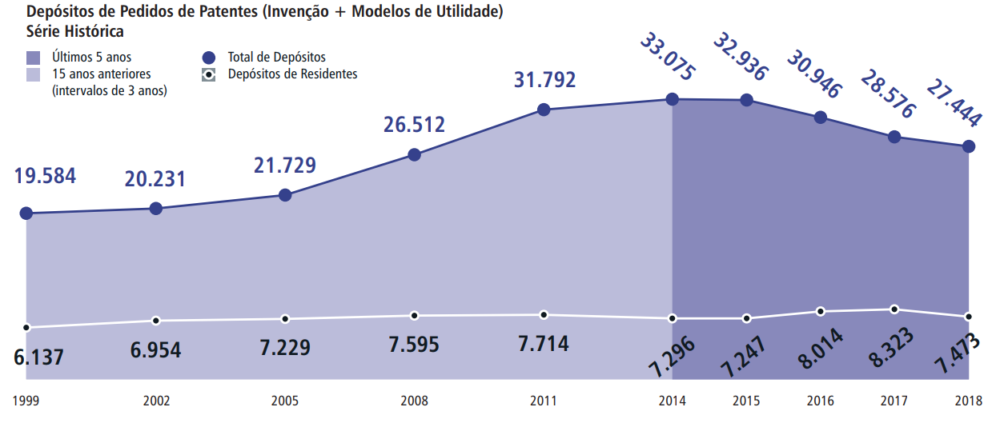 Depósitos de Pedidos de Patentes (Invenção + Modelos de Utilidade)
Série Histórica
Últimos 5 anos
15 anos anteriores
(intervalos de 3 anos)
Total de Depósitos
Depósitos de Residentes
19.584
20.231
21.729
26.512
31.792
33.075
32.936
30.946
28.576
27.444
6.137
6.954
7.229
7.595
7.714
7.296
7.247
8.014
8.323
7.473
1999 2002 2005 2008 2011 2014 2015 2016 2017 2018